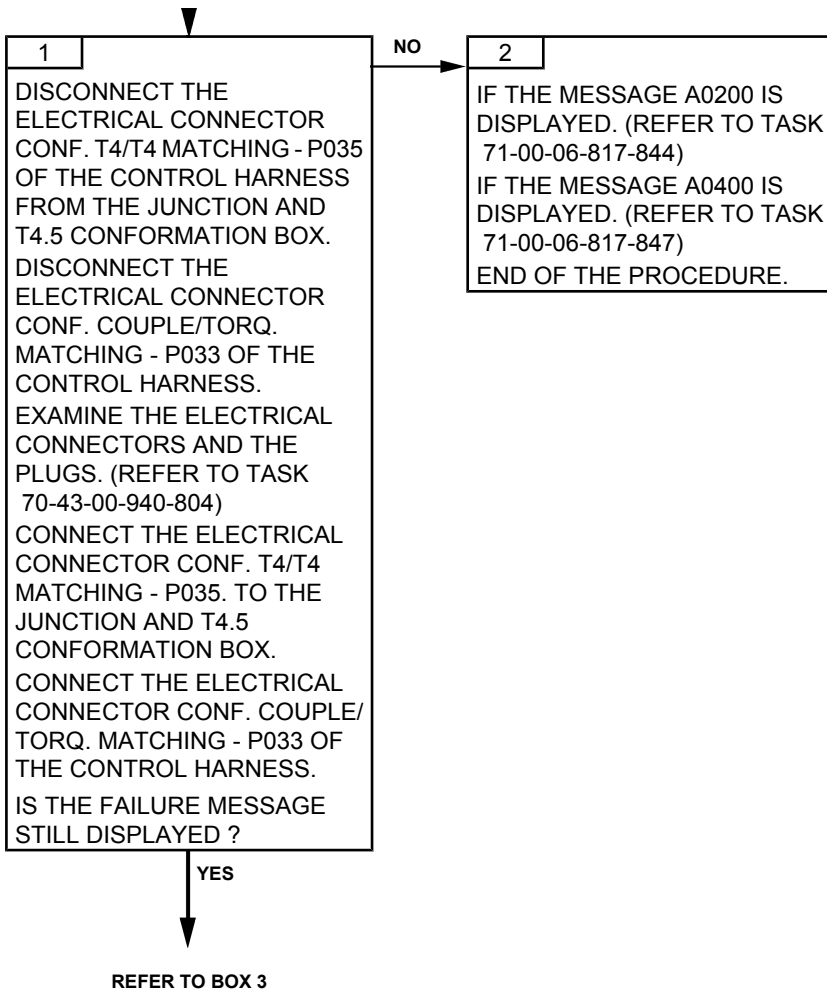 1
DISCONNECT THE
ELECTRICAL CONNECTOR
CONF. T4/T4 MATCHING - P035
OF THE CONTROL HARNESS
FROM THE JUNCTION AND
T4.5 CONFORMATION BOX.
DISCONNECT THE
ELECTRICAL CONNECTOR
CONF. COUPLE/TORQ.
MATCHING - P033 OF THE
CONTROL HARNESS.
EXAMINE THE ELECTRICAL
CONNECTORS AND THE
PLUGS. (REFER TO TASK
70-43-00-940-804)
CONNECT THE ELECTRICAL
CONNECTOR CONF. T4/T4
MATCHING - P035. TO THE
JUNCTION AND T4.5
CONFORMATION BOX.
CONNECT THE ELECTRICAL
CONNECTOR CONF. COUPLE/
TORQ. MATCHING - P033 OF
THE CONTROL HARNESS.
IS THE FAILURE MESSAGE
STILL DISPLAYED ?
NO
2
IF THE MESSAGE A0200 IS
DISPLAYED. (REFER TO TASK
71-00-06-817-844)
IF THE MESSAGE A0400 IS
DISPLAYED. (REFER TO TASK
71-00-06-817-847)
END OF THE PROCEDURE.
YES
REFER TO BOX 3